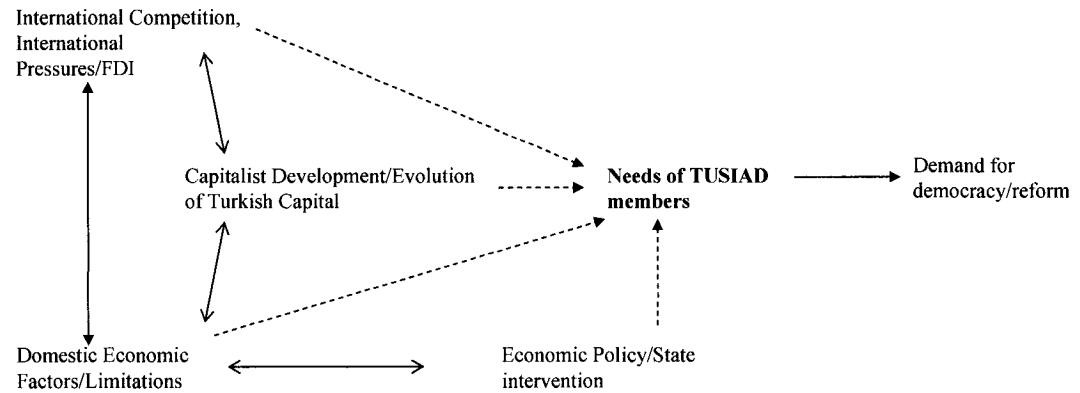 International Competition,
International
Pressures/FDI
Capitalist Development/Evolution
of Turkish Capital
Needs of TUSIAD
members
Demand for
democracy/reform
Domestic Economic
Factors/Limitations
Economic Policy/State
intervention